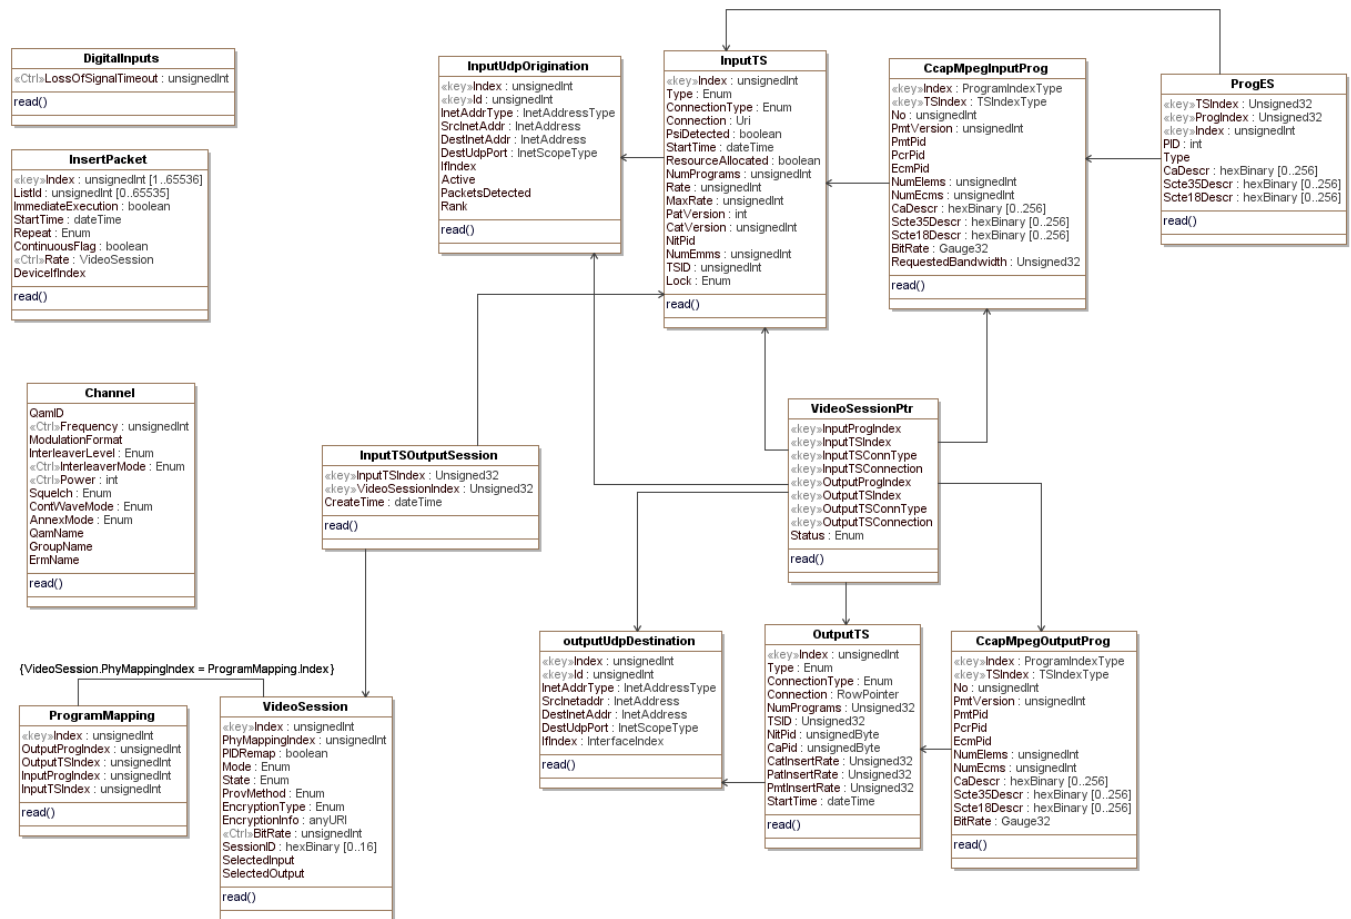 DigitalInputs
«Ctrl»LossOfSignalTimeout : unsignedInt
read()
InsertPacket
«key»Index : unsignedInt [1..65536]
ListId : unsignedInt [0..65535]
ImmediateExecution : boolean
StartTime : dateTime
Repeat : Enum
ContinuousFlag : boolean
«Ctrl»Rate : VideoSession
DeviceIfIndex
read()
InputUdpOrigination
«key»Index : unsignedInt
«key»Id : unsignedInt
InetAddrType : InetAddressType
SrcInetAddr : InetAddress
DestInetAddr : InetAddress
DestUdpPort : InetScopeType
IfIndex
Active
PacketsDetected
Rank
read()
InputTS
«key»Index : unsignedInt
Type : Enum
ConnectionType : Enum
Connection : Uri
PsiDetected : boolean
StartTime : dateTime
ResourceAllocated : boolean
NumPrograms : unsignedInt
Rate : unsignedInt
MaxRate : unsignedInt
PatVersion : int
CatVersion : unsignedInt
NitPid
NumEmms : unsignedInt
TSID : unsignedInt
Lock : Enum
read()
CcapMpegInputProg
«key»Index : ProgramIndexType
«key»TSIndex : TSIndexType
No : unsignedInt
PmtVersion : unsignedInt
PmtPid
PcrPid
EcmPid
NumElems : unsignedInt
NumEcms : unsignedInt
CaDescr : hexBinary [0..256]
Scte35Descr : hexBinary [0..256]
Scte18Descr : hexBinary [0..256]
BitRate : Gauge32
RequestedBandwidth : Unsigned32
read()
ProgES
«key»TSIndex : Unsigned32
«key»ProgIndex : Unsigned32
«key»Index : unsignedInt
PID : int
Type
CaDescr : hexBinary [0..256]
Scte35Descr : hexBinary [0..256]
Scte18Descr : hexBinary [0..256]
read()
Channel
QamID
«Ctrl»Frequency : unsignedInt
ModulationFormat
InterleaverLevel : Enum
«Ctrl»InterleaverMode : Enum
«Ctrl»Power : int
Squelch : Enum
ContWaveMode : Enum
AnnexMode : Enum
QamName
GroupName
ErmName
read()
InputTSOutputSession
«key»InputTSIndex : Unsigned32
«key»VideoSessionIndex : Unsigned32
CreateTime : dateTime
read()
VideoSessionPtr
«key»InputProgIndex
«key»InputTSIndex
«key»InputTSConnType
«key»InputTSConnection
«key»OutputProgIndex
«key»OutputTSIndex
«key»OutputTSConnType
«key»OutputTSConnection
Status : Enum
read()
{VideoSession.PhyMappingIndex = ProgramMapping.Index}
ProgramMapping
«key»Index : unsignedInt
OutputProgIndex : unsignedInt
OutputTSIndex : unsignedInt
InputProgIndex : unsignedInt
InputTSIndex : unsignedInt
read()
VideoSession
«key»Index : unsignedInt
PhyMappingIndex : unsignedInt
PIDRemap : boolean
Mode : Enum
State : Enum
ProvMethod : Enum
EncryptionType : Enum
EncryptionInfo : anyURI
«Ctrl»BitRate : unsignedInt
SessionID : hexBinary [0..16]
SelectedInput
SelectedOutput
read()
outputUdpDestination
«key»Index : unsignedInt
«key»Id : unsignedInt
InetAddrType : InetAddressType
SrcInetaddr : InetAddress
DestInetAddr : InetAddress
DestUdpPort : InetScopeType
IfIndex : InterfaceIndex
read()
OutputTS
«key»Index : unsignedInt
Type : Enum
ConnectionType : Enum
Connection : RowPointer
NumPrograms : Unsigned32
TSID : Unsigned32
NitPid : unsignedByte
CaPid : unsignedByte
CatInsertRate : Unsigned32
PatInsertRate : Unsigned32
PmtInsertRate : Unsigned32
StartTime : dateTime
read()
CcapMpegOutputProg
«key»Index : ProgramIndexType
«key»TSIndex : TSIndexType
No : unsignedInt
PmtVersion : unsignedInt
PmtPid
PcrPid
EcmPid
NumElems : unsignedInt
NumEcms : unsignedInt
CaDescr : hexBinary [0..256]
Scte35Descr : hexBinary [0..256]
Scte18Descr : hexBinary [0..256]
BitRate : Gauge32
read()